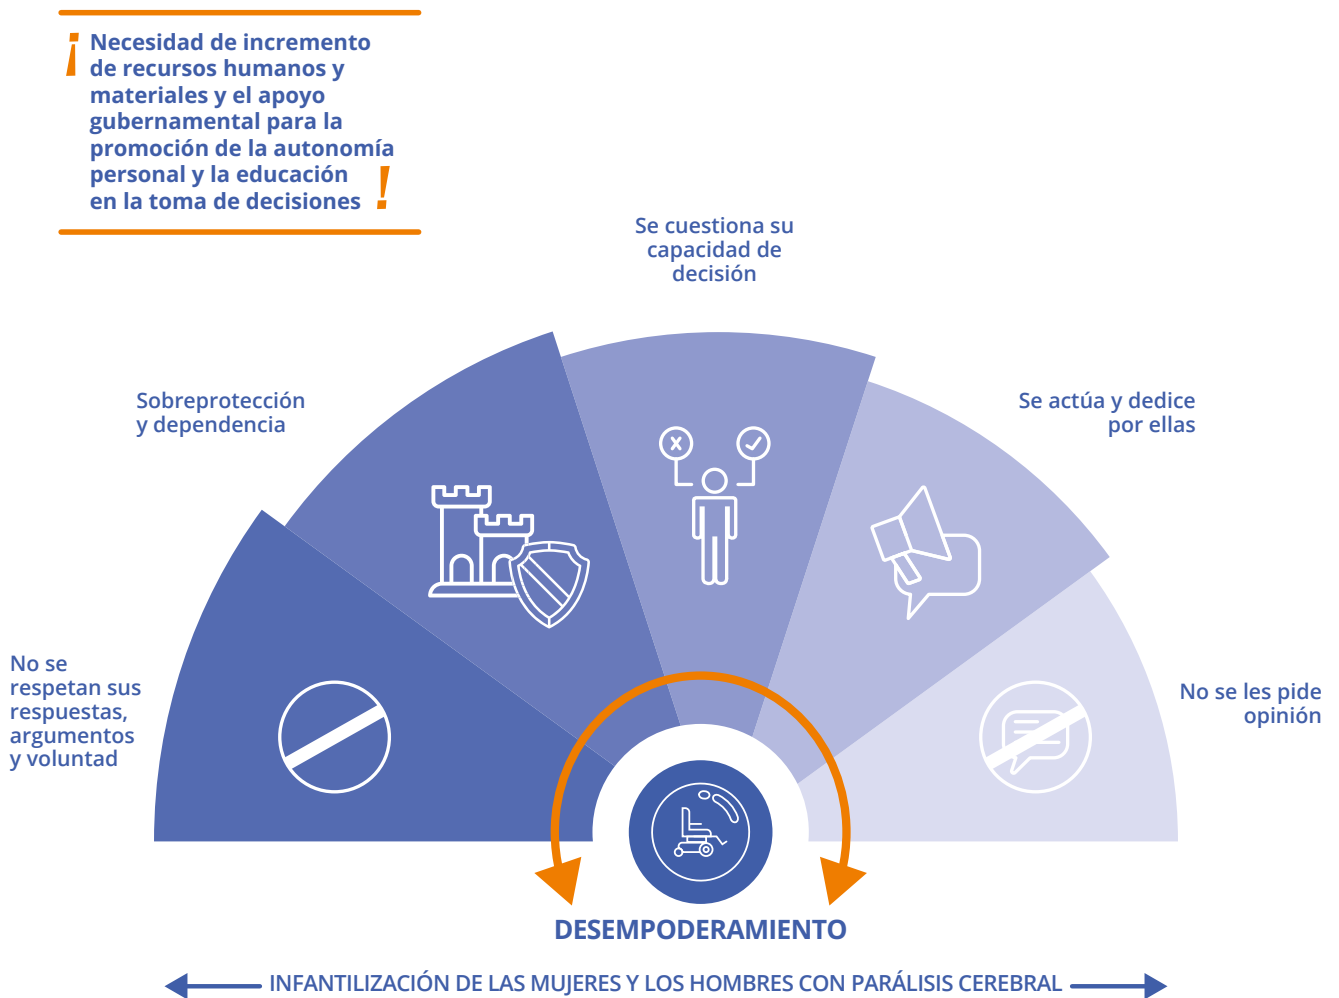 ¡ Necesidad de incremento
de recursos humanos y
materiales y el apoyo
gubernamental para la
promoción de la autonomía
personal y la educación
en la toma de decisiones !
Se cuestiona su
capacidad de
decisión
Sobreprotección
y dependencia
Se actúa y dedice
por ellas
No se
respetan sus
respuestas,
argumentos
y voluntad
No se les pide
opinión
DESEMPODERAMIENTO
INFANTILIZACIÓN DE LAS MUJERES Y LOS HOMBRES CON PARÁLISIS CEREBRAL